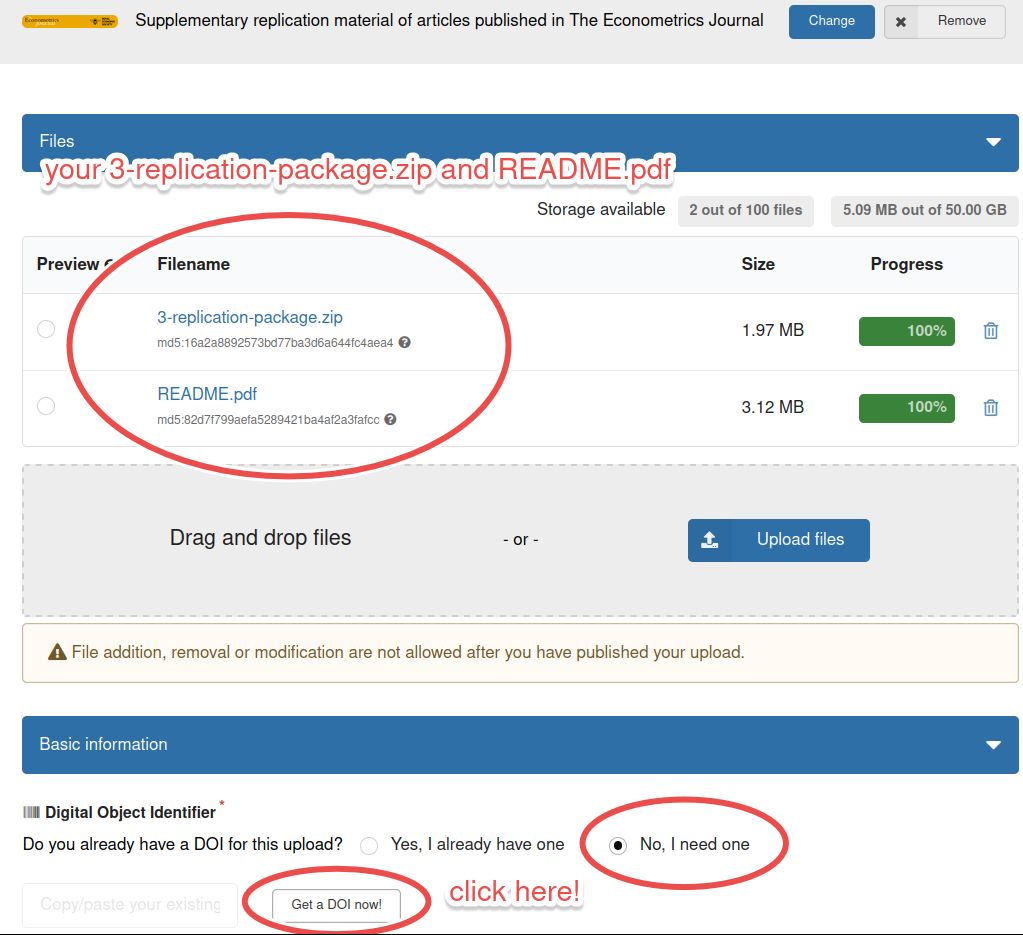 Econometrics
Journal
Supplementary replication material of articles published in The Econometrics Journal
Change
Remove
Files
your 3-replication-package.zip and README.pdf
Storage available
2 out of 100 files
5.09 MB out of 50.00 GB
Preview
Filename
Size
Progress
3-replication-package.zip
1.97 MB
100%
md5:16a2a8892573bd77ba3d6a644fc4aea4
README.pdf
3.12 MB
100%
md5:82d7f799aefa5289421ba4af2a3fafcc
Drag and drop files
- or -
Upload files
File addition, removal or modification are not allowed after you have published your upload.
Basic information
Digital Object Identifier *
Do you already have a DOI for this upload?
Yes, I already have one
No, I need one
Copy/paste your existing
Get a DOI now!
click here!